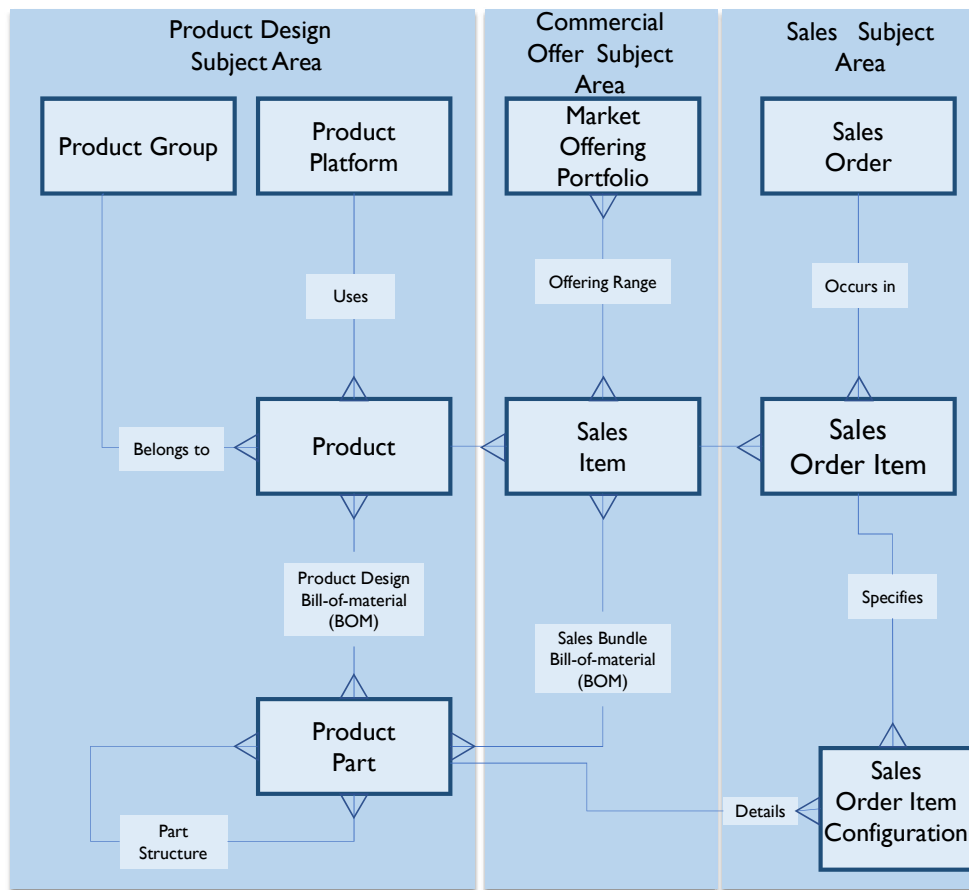 Product Design
Subject Area
Commercial
Offer Subject
Area
Sales Subject
Area
Product Group
Product
Platform
Market
Offering
Portfolio
Sales
Order
Uses
Offering Range
Occurs in
Belongs to
Product
Sales
Item
Sales
Order Item
Product Design
Bill-of-material
(BOM)
Sales Bundle
Bill-of-material
(BOM)
Specifies
Product
Part
Part
Structure
Details
Sales
Order Item
Configuration